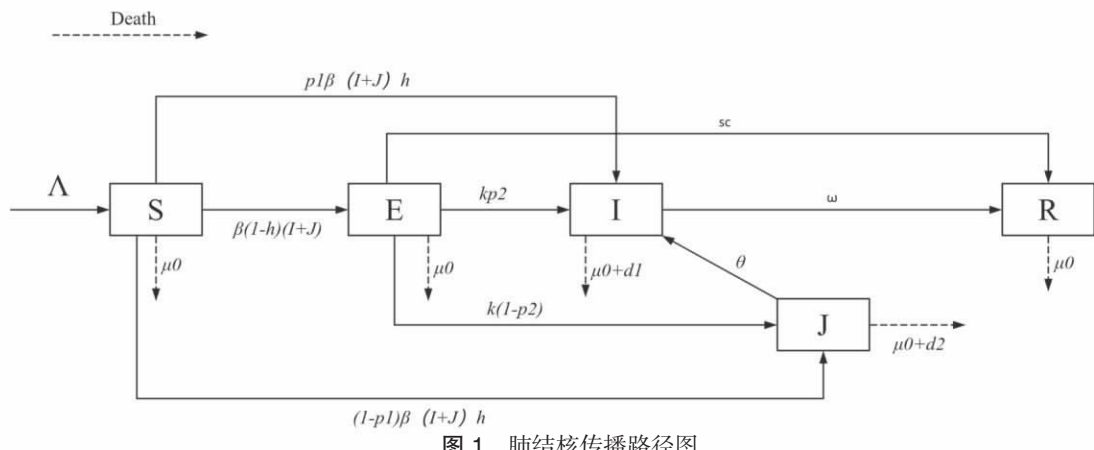 Death
p1β (I+J) h
sc
Λ
S
E
kp2
I
ω
R
β(1-h)(I+J)
μ0
μ0
μ0+d1
θ
μ0
k(1-p2)
J
μ0+d2
(1-p1)β (I+J) h
图 1 肺结核传播路径图